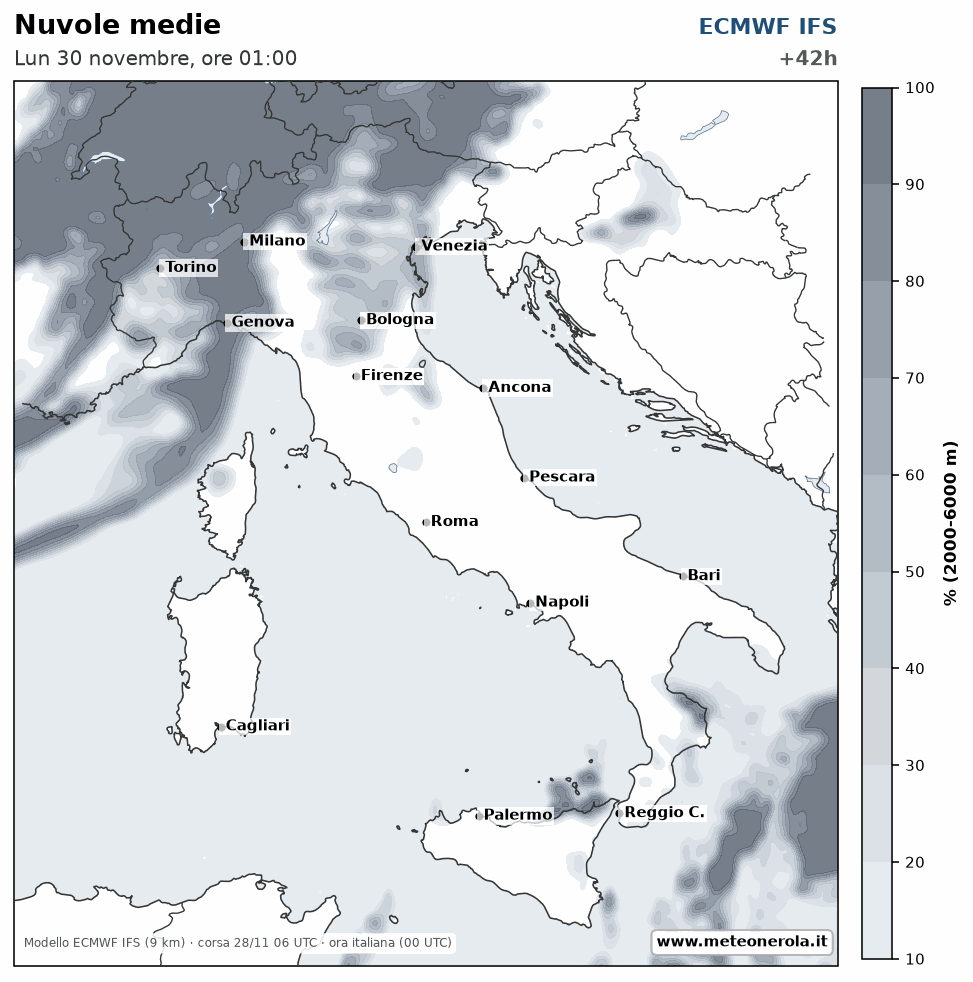 Nuvole medie
ECMWF IFS
Lun 30 novembre, ore 01:00
+42h
100
90
80
70
60
50
40
30
20
10
% (2000-6000 m)
Milano
Venezia
Torino
Genova
Bologna
Firenze
Ancona
Pescara
Roma
Bari
Napoli
Cagliari
Palermo
Reggio C.
Modello ECMWF IFS (9 km) · corsa 28/11 06 UTC · ora italiana (00 UTC)
www.meteonerola.it